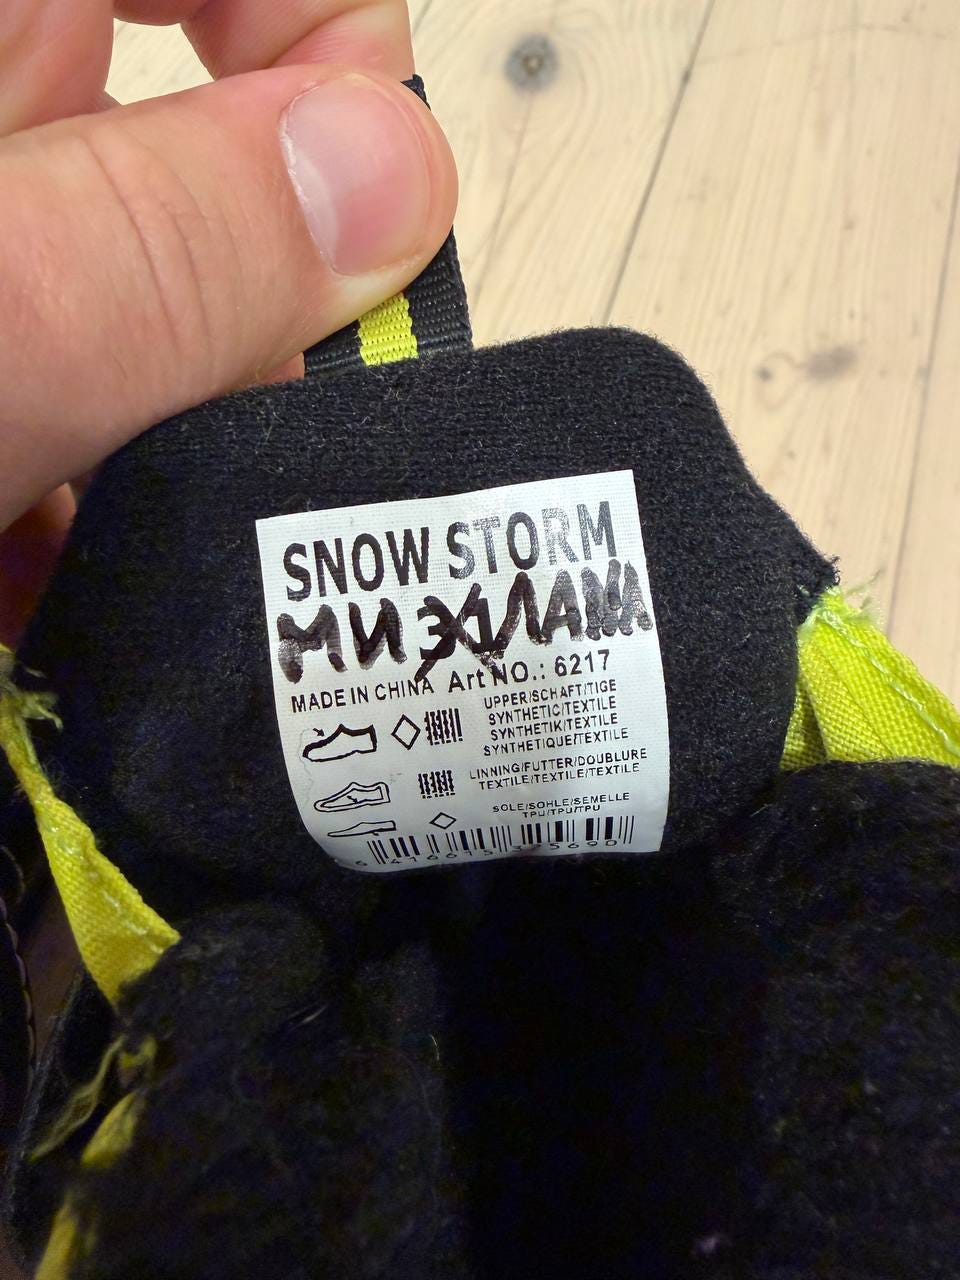 SNOW STORM
31
MADE IN CHINA Art NO.: 6217
UPPER/SCHAFT/TIGE
SYNTHETIC/TEXTILE
SYNTHETIK/TEXTILE
SYNTHETIQUE/TEXTILE
LINNING/FUTTER/DOUBLURE
TEXTILE/TEXTILE/TEXTILE
SOLE/SOHLE/SEMELLE
TPU/TPU/TPU